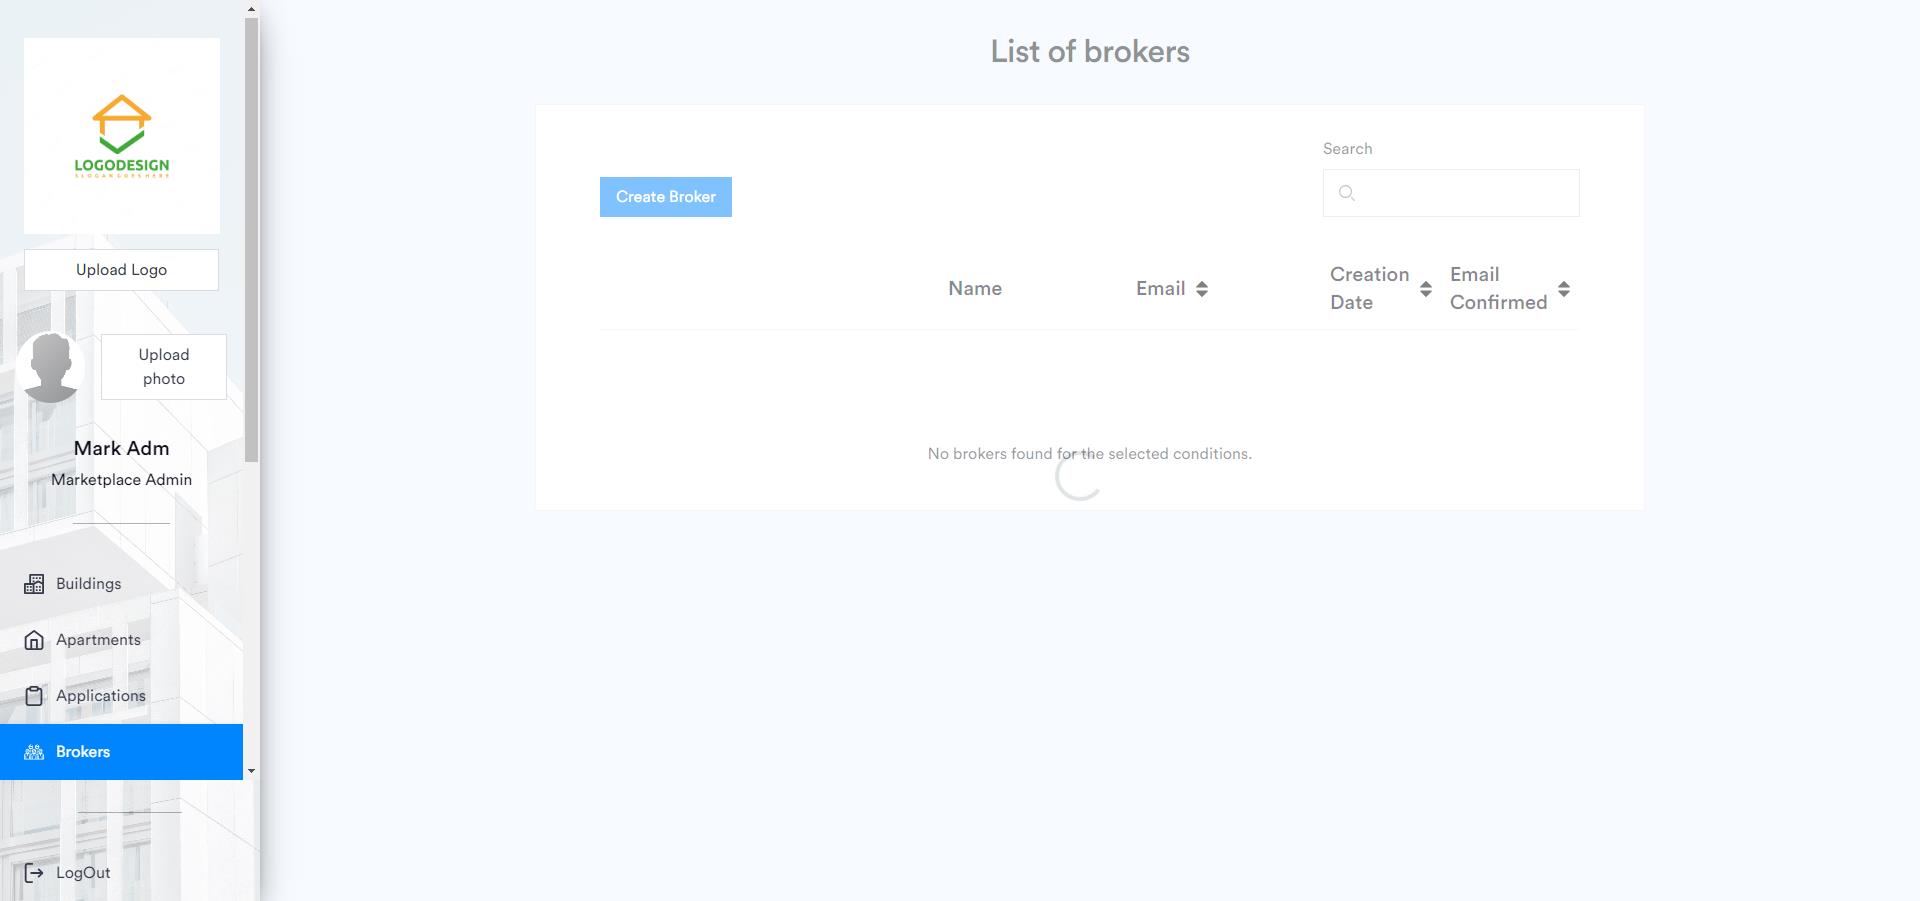 LOGODESIGN
SLOGAN GOES HERE
Upload Logo
Upload
photo
Mark Adm
Marketplace Admin
Buildings
Apartments
Applications
Brokers
LogOut
List of brokers
Search
Create Broker
Name
Email
Creation
Date
Email
Confirmed
No brokers found for the selected conditions.